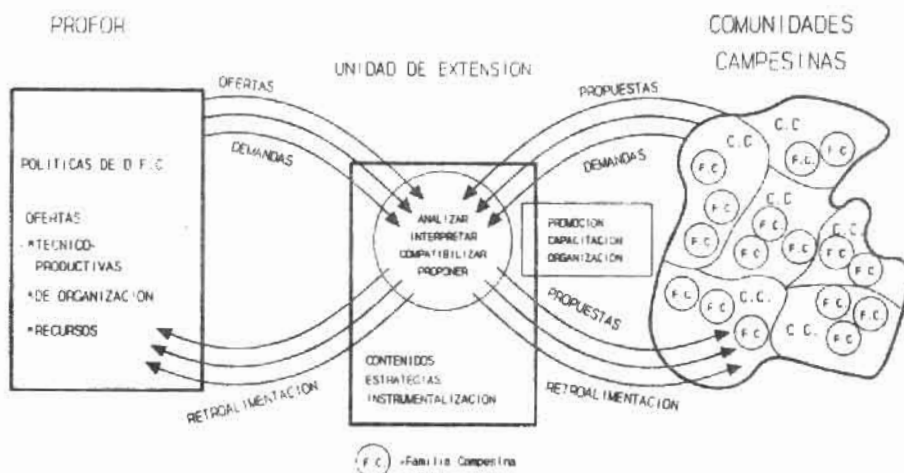 PROFOR
UNIDAD DE EXTENSION
COMUNIDADES
CAMPESINAS
OFERTAS
DEMANDAS
PROPUESTAS
DEMANDAS
POLITICAS DE D.F.C
OFERTAS
*TECNICO-
PRODUCTIVAS
*DE ORGANIZACION
*RECURSOS
ANALIZAR
INTERPRETAR
COMPATIBILIZAR
PROPONER
PROMOCION
CAPACITACION
ORGANIZACION
CONTENIDOS
ESTRATEGIAS
INSTRUMENTALIZACION
RETROALIMENTACION
PROPUESTAS
RETROALIMENTACION
C.C
F.C
C.C
F.C.
F.C
F.C
F.C
C.C
F.C
F.C
F.C
C.C.
F.C
F.C
F.C
F.C
C.C.
F.C
F.C
C.C.
F.C
F.C
F.C
F.C =Familia Campesina